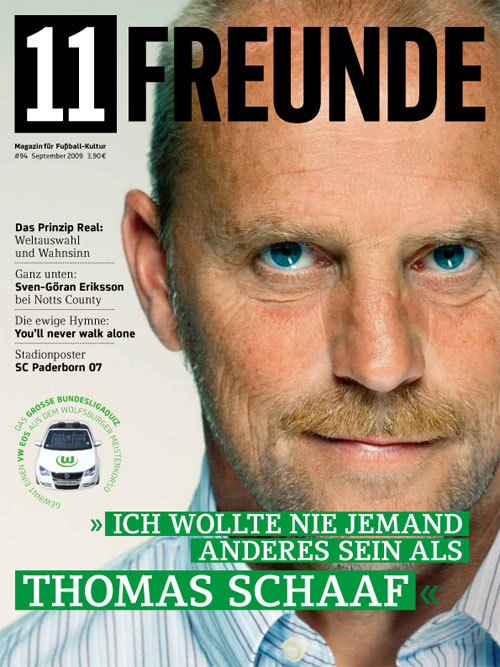 11FREUNDE
Magazin für Fußball-Kultur
#94 September 2009 3,90 €
Das Prinzip Real:
Weltauswahl
und Wahnsinn
Ganz unten:
Sven-Göran Eriksson
bei Notts County
Die ewige Hymne:
You'll never walk alone
Stadionposter
SC Paderborn 07
DAS GROSSE BUNDESLIGAQUIZ
GEWINNT EINEN VW EOS AUS DEM WOLFSBURGER MEISTERKORSO
W
» ICH WOLLTE NIE JEMAND
ANDERES SEIN ALS
THOMAS SCHAAF «